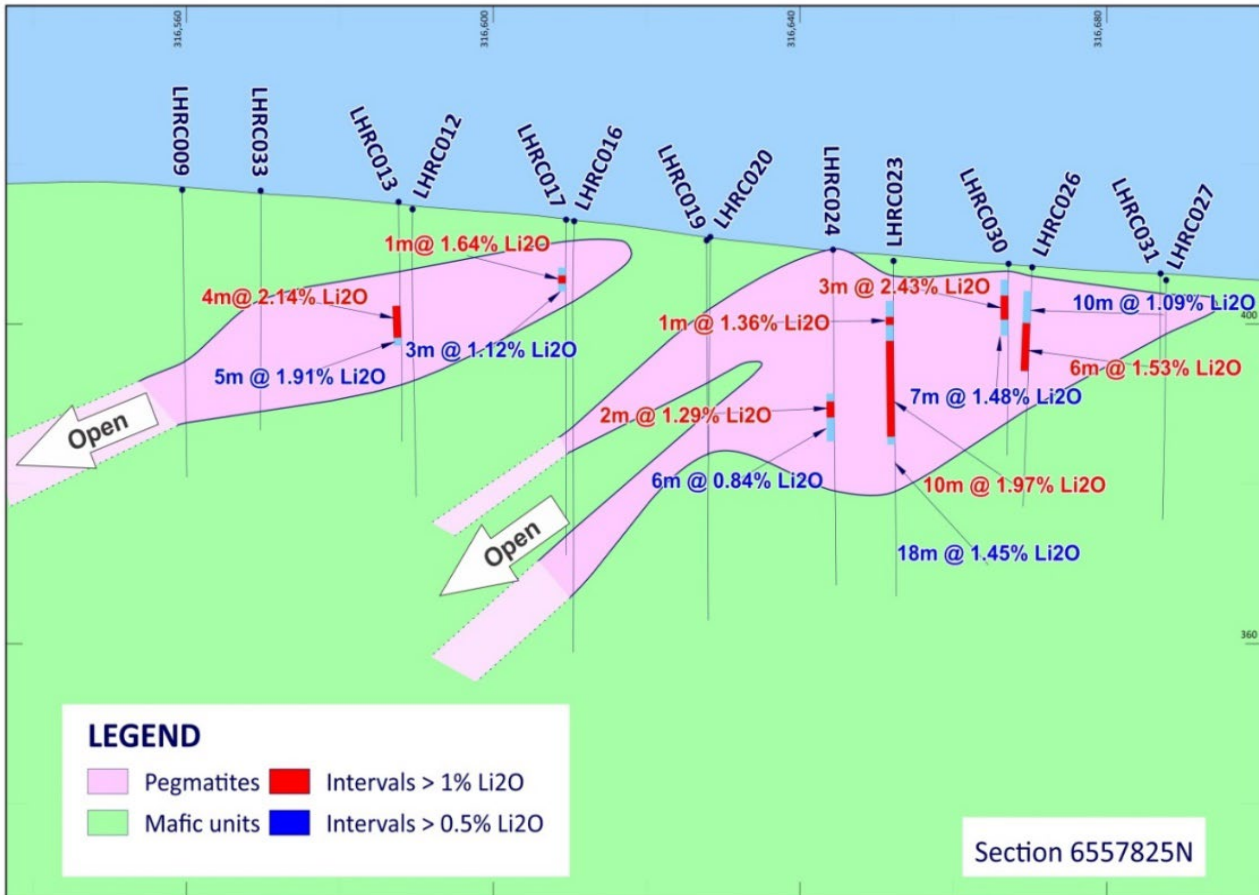 316,560
316,600
316,640
316,680
LHRC009
LHRC033
LHRC013
LHRC012
LHRC017
LHRC016
LHRC019
LHRC020
LHRC024
LHRC023
LHRC030
LHRC026
LHRC031
LHRC027
1m@ 1.64% Li2O
4m@ 2.14% Li2O
3m @ 1.12% Li2O
5m @ 1.91% Li2O
3m @ 2.43% Li2O
10m @ 1.09% Li2O
1m@ 1.36% Li2O
400
6m @ 1.53% Li2O
7m @ 1.48% Li2O
2m @ 1.29% Li2O
6m @ 0.84% Li2O
10m @ 1.97% Li2O
18m @ 1.45% Li2O
Open
Open
360
LEGEND
Pegmatites
Intervals > 1% Li2O
Mafic units
Intervals > 0.5% Li2O
Section 6557825N